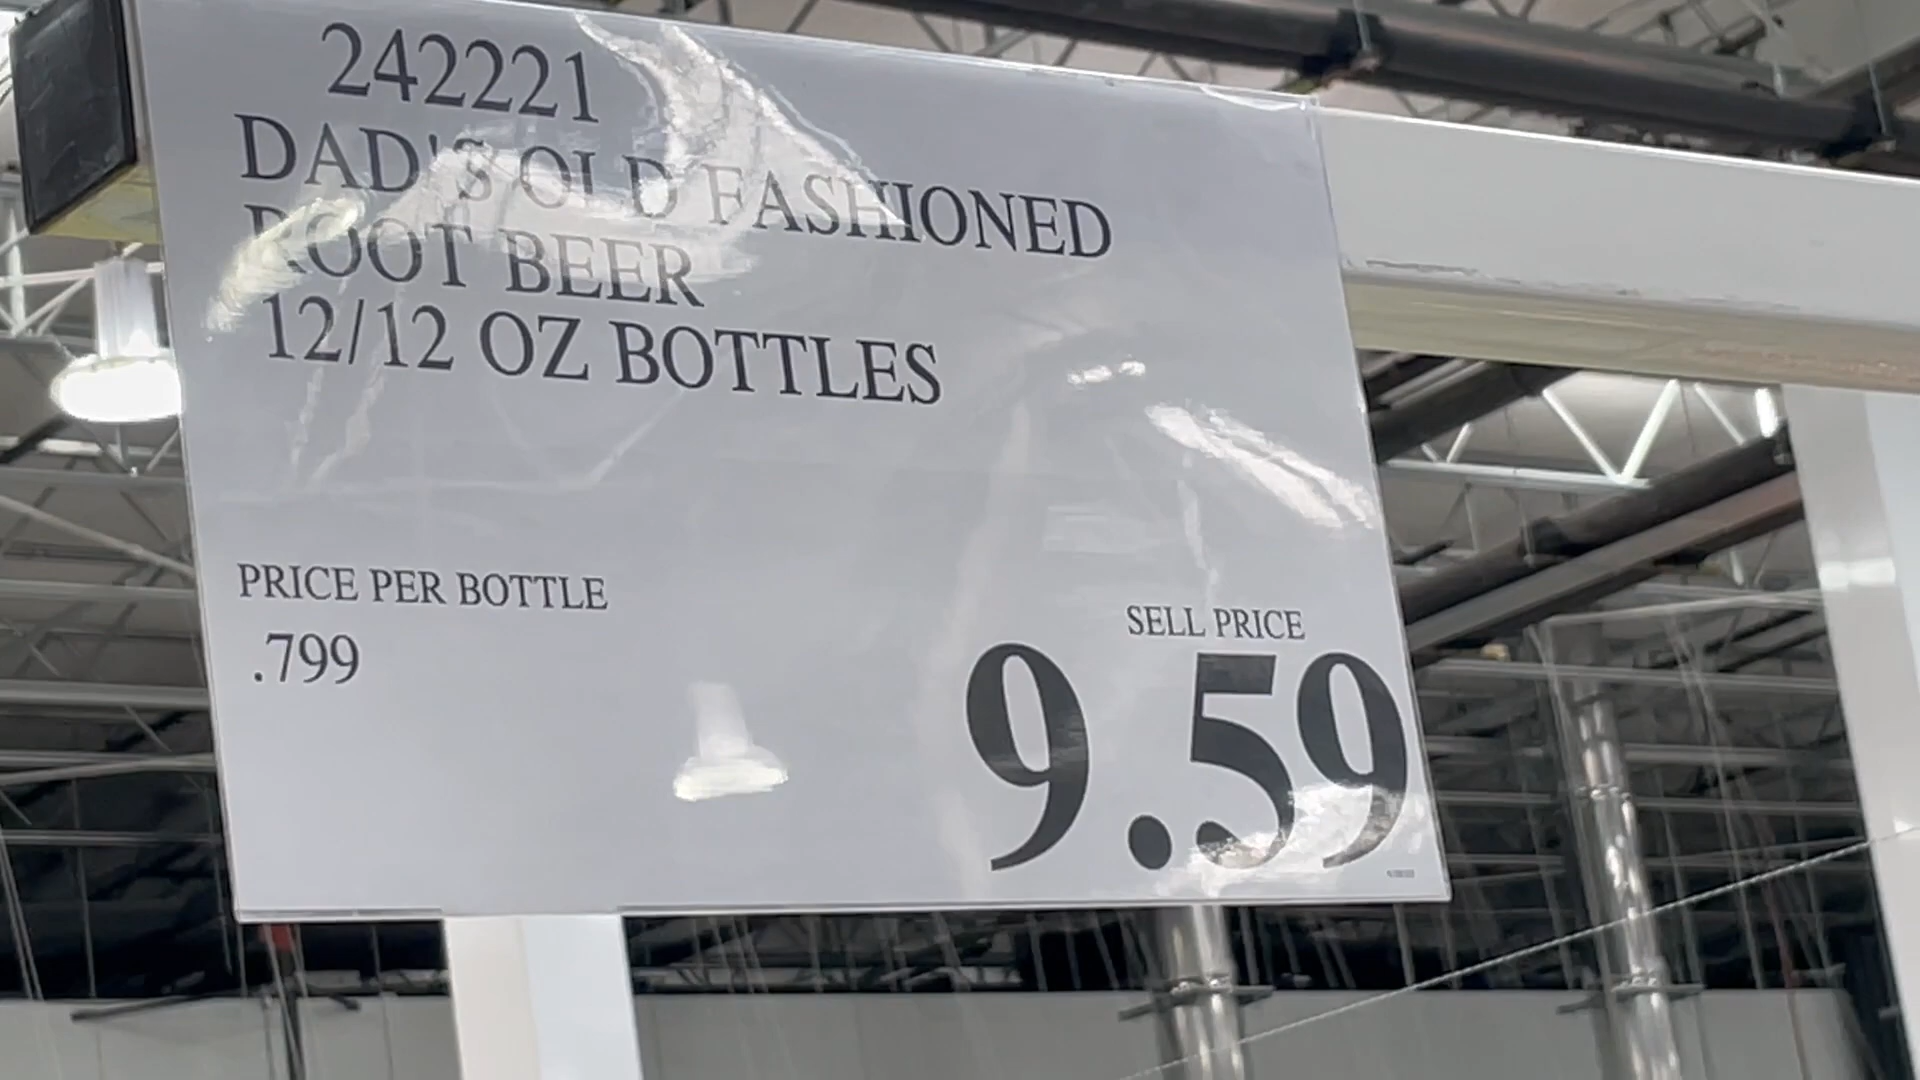 242221
DAD'S OLD FASHIONED
ROOT BEER
12/12 OZ BOTTLES
PRICE PER BOTTLE
.799
SELL PRICE
9.59